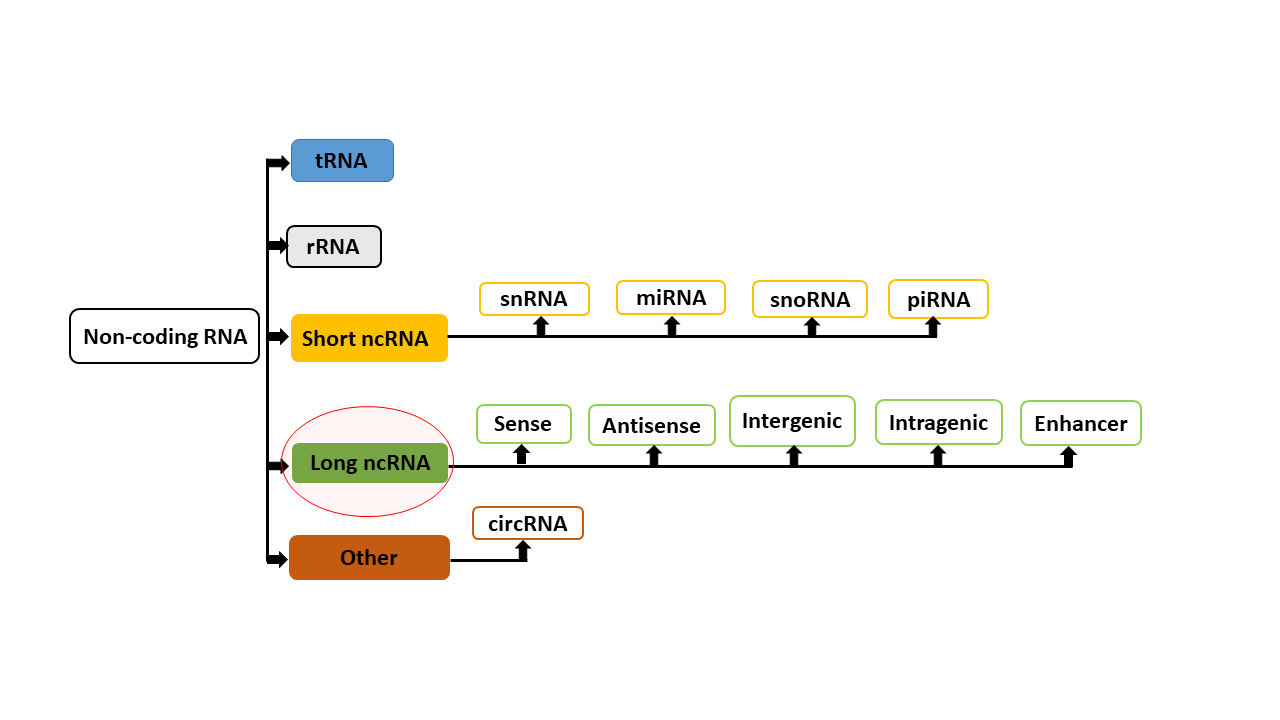 tRNA
rRNA
Non-coding RNA
Short ncRNA
snRNA
miRNA
snoRNA
piRNA
Long ncRNA
Sense
Antisense
Intergenic
Intragenic
Enhancer
Other
circRNA